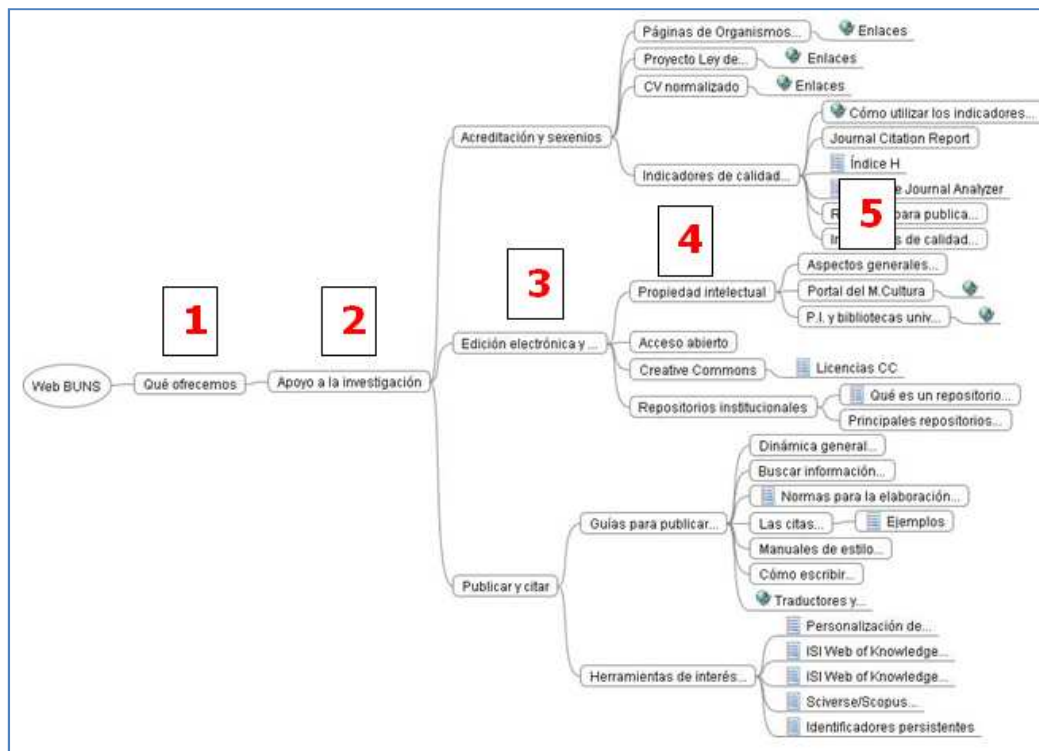 Páginas de Organismos...
Enlaces
Proyecto Ley de...
Enlaces
CV normalizado
Enlaces
Acreditación y sexenios
Cómo utilizar los indicadores...
Journal Citation Report
Indicadores de calidad...
Índice H
Journal Analyzer
para publica...
s de calidad...
5
4
3
2
1
Propiedad intelectual
Aspectos generales...
Portal del M.Cultura
P.I. y bibliotecas univ...
Edición electrónica y ...
Acceso abierto
Creative Commons
Licencias CC
Repositorios institucionales
Qué es un repositorio...
Principales repositorios...
Web BUNS
Qué ofrecemos
Apoyo a la investigación
Dinámica general...
Buscar información...
Normas para la elaboración...
Guías para publicar...
Las citas...
Ejemplos
Manuales de estilo...
Cómo escribir...
Traductores y...
Publicar y citar
Personalización de...
ISI Web of Knowledge...
Herramientas de interés...
ISI Web of Knowledge...
Sciverse/Scopus...
Identificadores persistentes